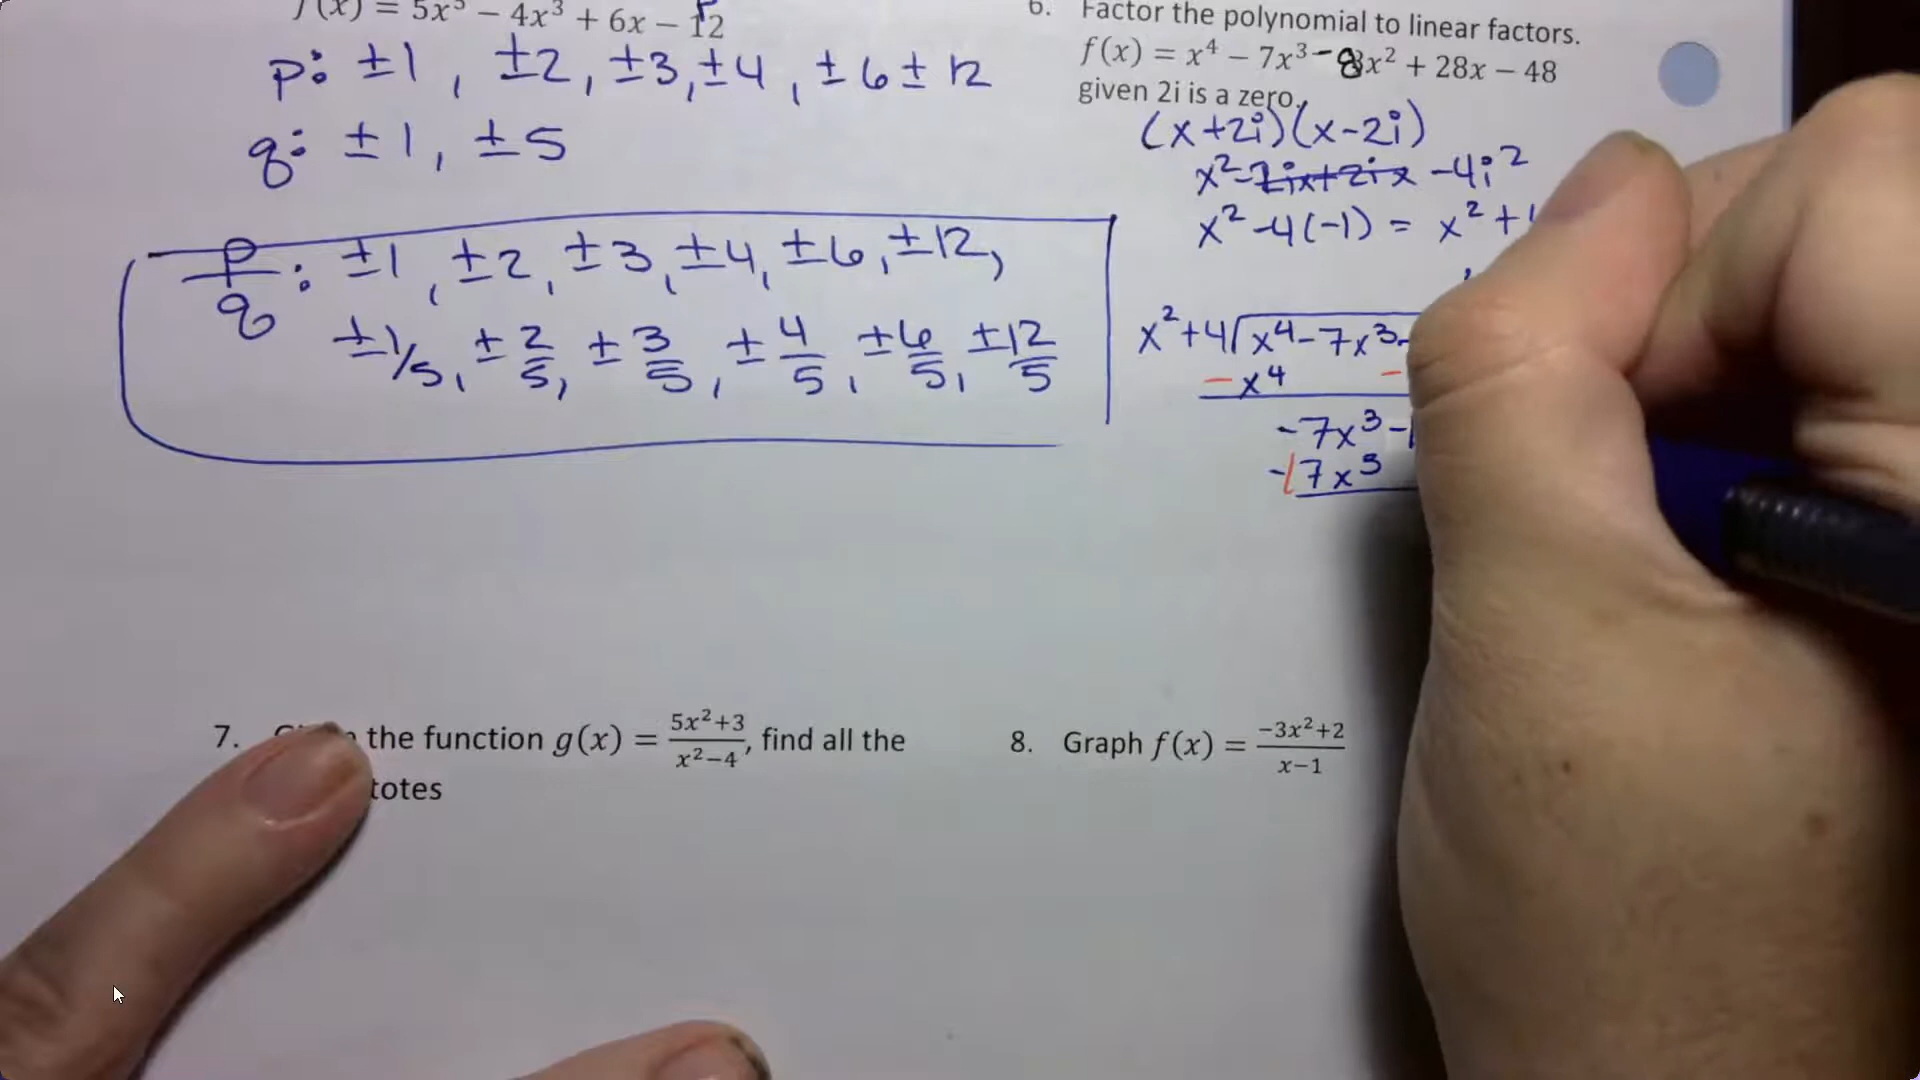 f(x) = 5x⁵ − 4x³ + 6x − 12
p: ±1, ±2, ±3, ±4, ±6 ±12
q: ±1, ±5
p/q: ±1, ±2, ±3, ±4, ±6, ±12,
±1/5, ±2/5, ±3/5, ±4/5, ±6/5, ±12/5
6. Factor the polynomial to linear factors.
f(x) = x⁴ − 7x³ − 8x² + 28x − 48
given 2i is a zero.
(x+2i)(x-2i)
x²-2ix+2ix -4i²
x²-4(-1) = x²+
x²+4 x⁴-7x³-
- x⁴ -
-7x³-1
-7x³
7. the function g(x) = 5x²+3/x²−4, find all the
totes
8. Graph f(x) = −3x²+2/x−1